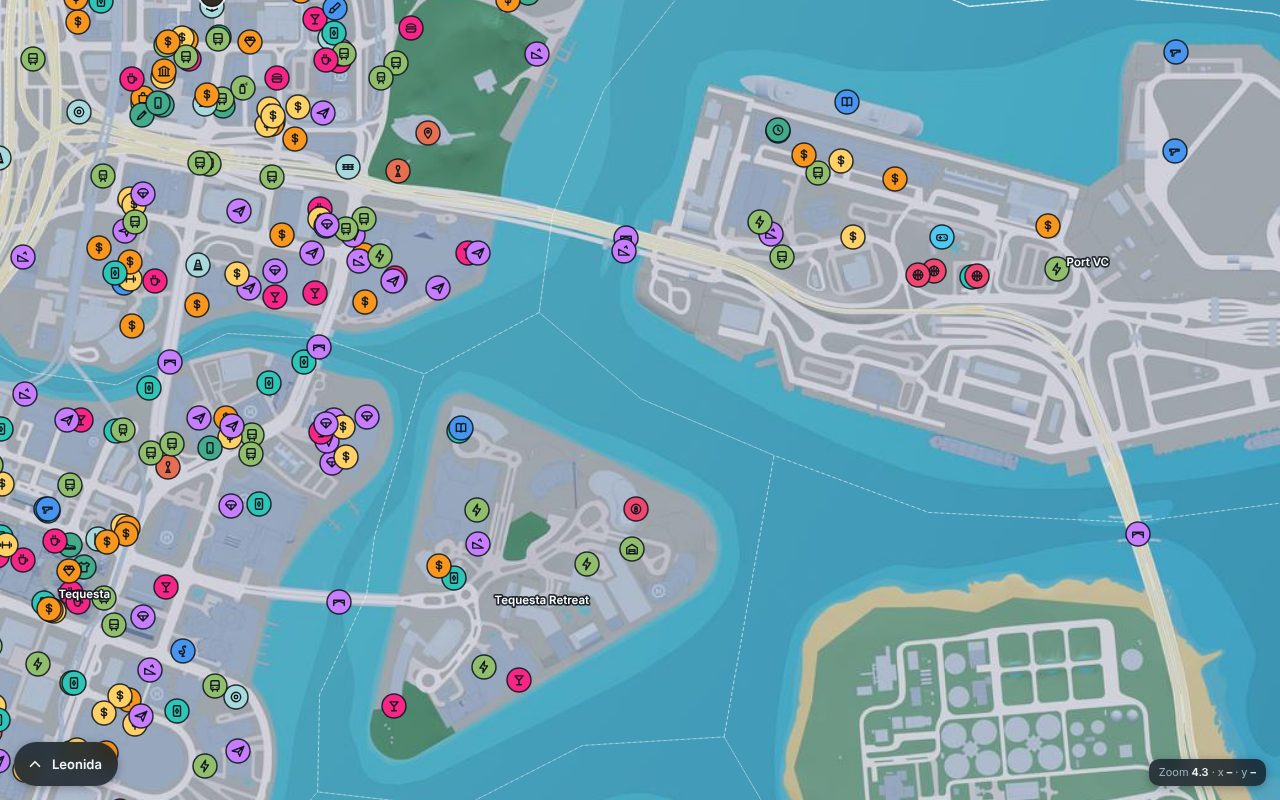 Port VC
Tequesta
Tequesta Retreat
Leonida
Zoom 4.3 · x – · y –